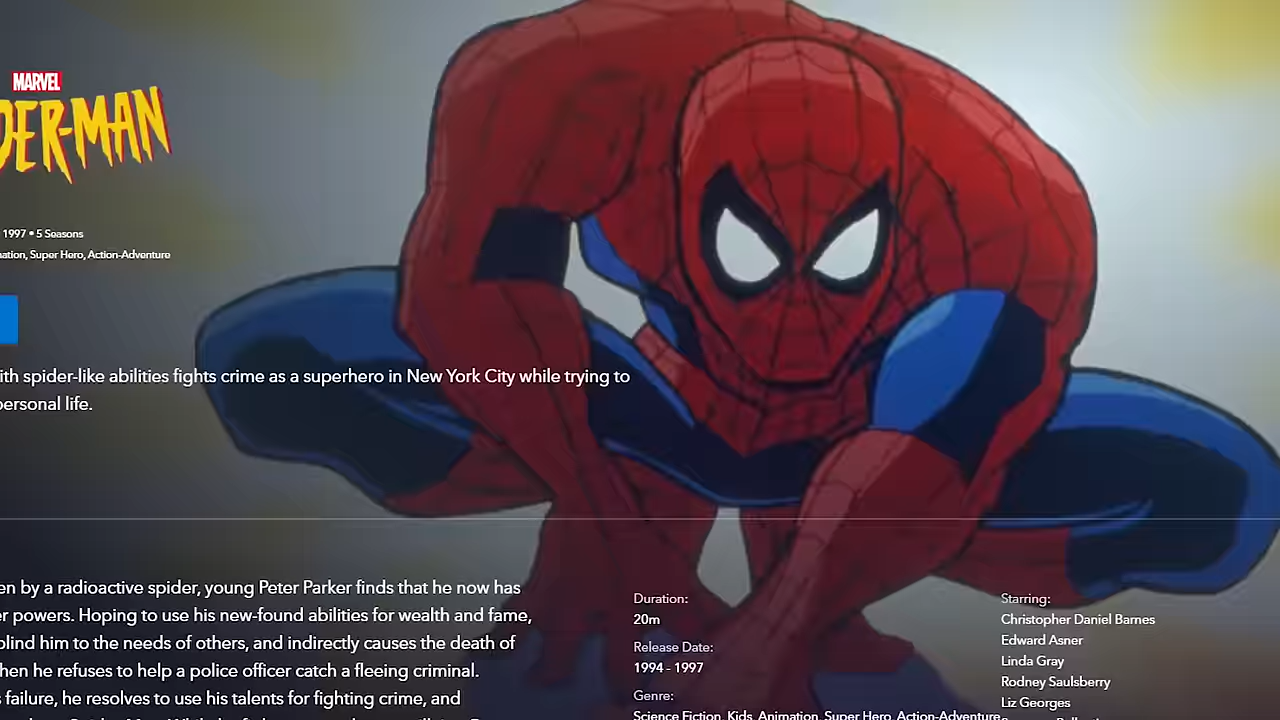 MARVEL
DER-MAN
1997 • 5 Seasons
ation, Super Hero, Action-Adventure
ith spider-like abilities fights crime as a superhero in New York City while trying to
personal life.
en by a radioactive spider, young Peter Parker finds that he now has
er powers. Hoping to use his new-found abilities for wealth and fame,
blind him to the needs of others, and indirectly causes the death of
hen he refuses to help a police officer catch a fleeing criminal.
s failure, he resolves to use his talents for fighting crime, and
Duration:
20m
Release Date:
1994 - 1997
Genre:
Science Fiction, Kids, Animation, Super Hero, Action-Adventure
Starring:
Christopher Daniel Barnes
Edward Asner
Linda Gray
Rodney Saulsberry
Liz Georges